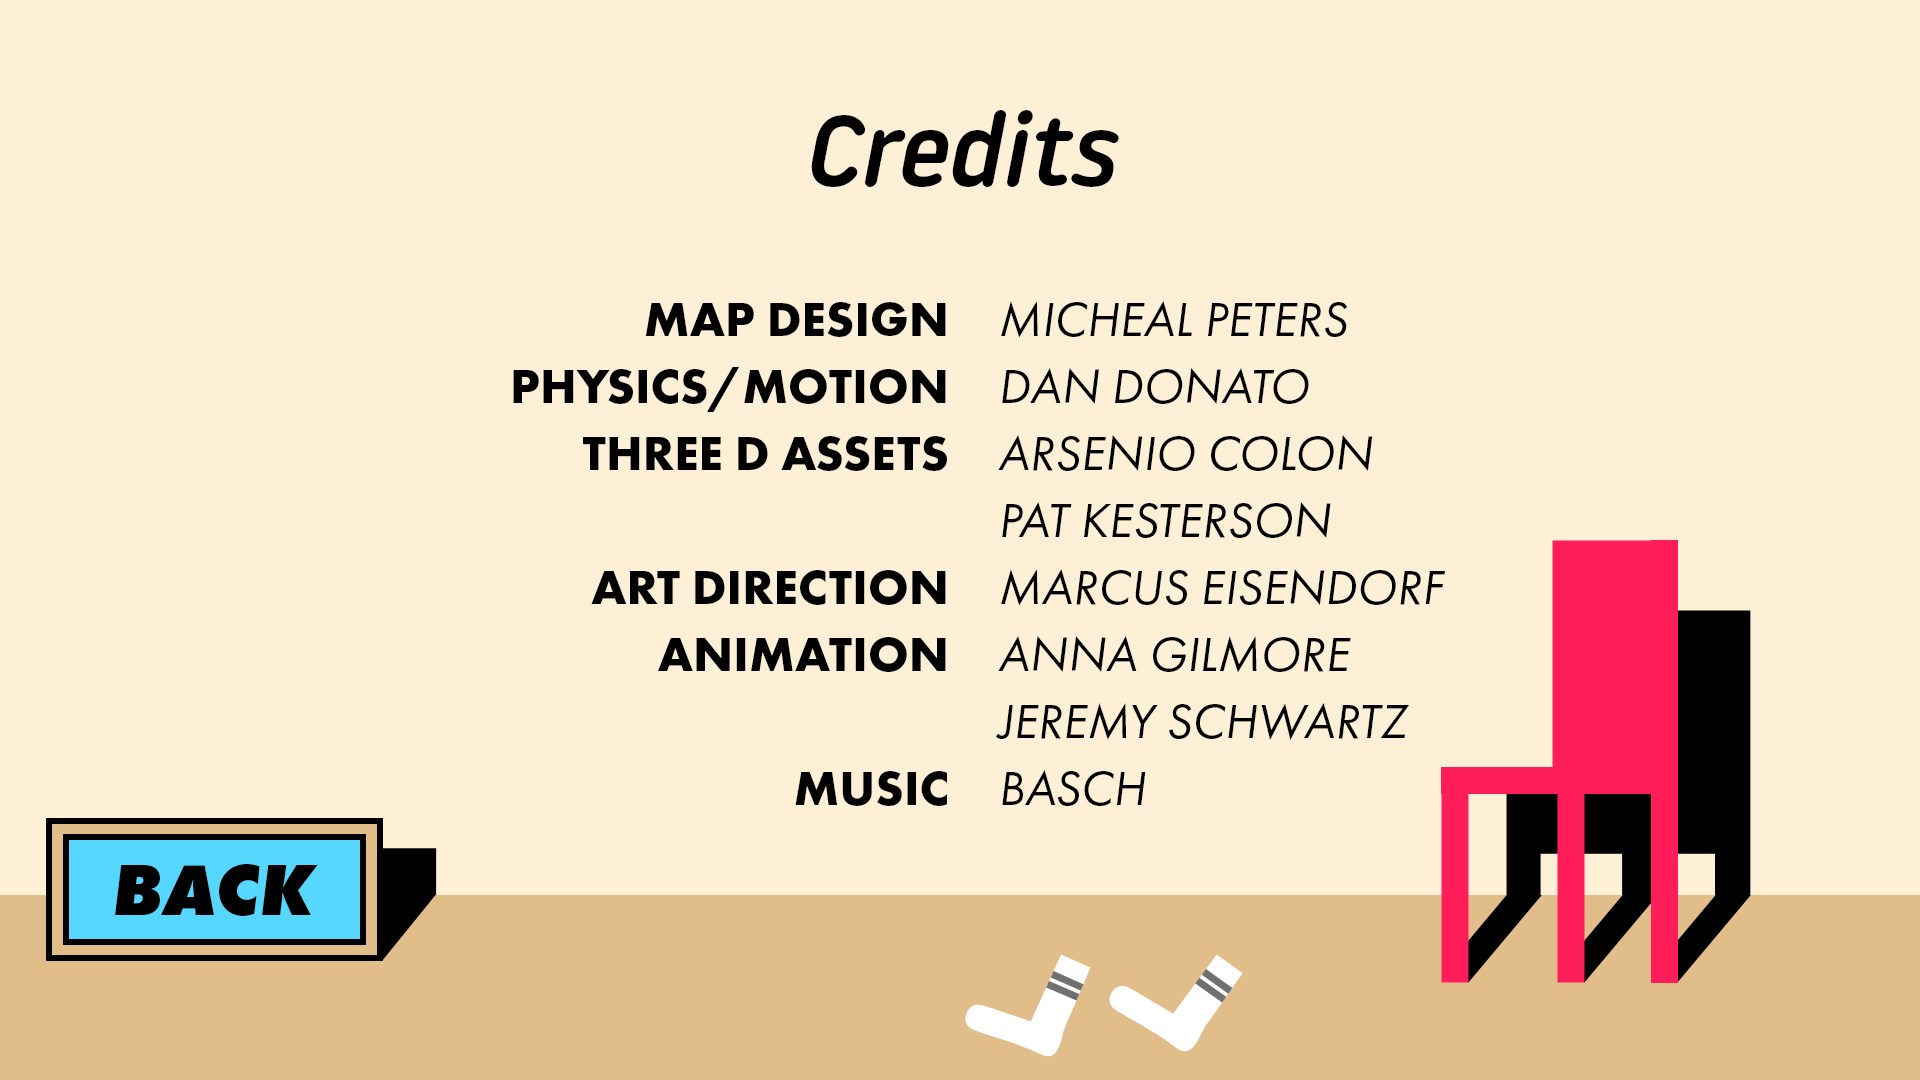 Credits
MAP DESIGN MICHEAL PETERS
PHYSICS/MOTION DAN DONATO
THREE D ASSETS ARSENIO COLON
PAT KESTERSON
ART DIRECTION MARCUS EISENDORF
ANIMATION ANNA GILMORE
JEREMY SCHWARTZ
MUSIC BASCH
BACK